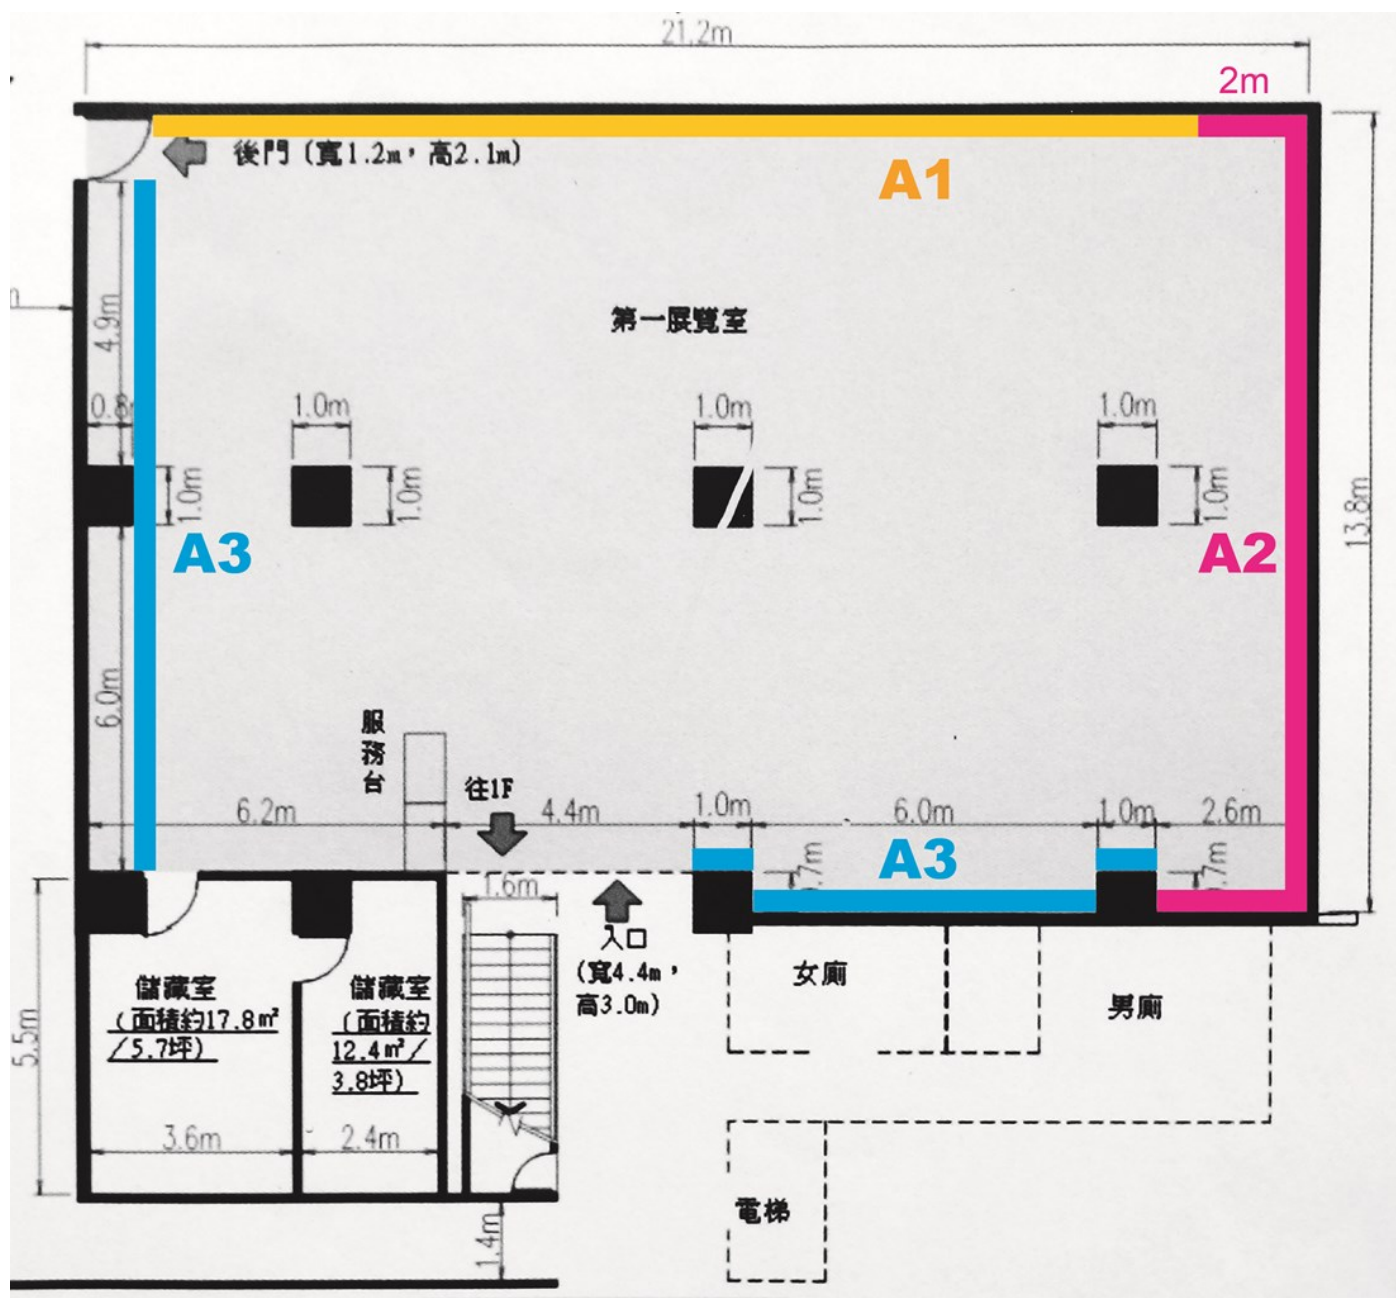 21.2m
2m
後門（寬1.2m，高2.1m）
A1
4.9m
第一展覽室
1.0m
1.0m
1.0m
1.0m
1.0m
1.0m
1.0m
13.8m
A3
A2
6.0m
服務台
往1F
6.2m
4.4m
1.0m
6.0m
1.0m
2.6m
A3
1.6m
入口
（寬4.4m，
高3.0m）
女廁
男廁
儲藏室
（面積約17.8㎡
／5.7坪）
儲藏室
（面積約
12.4㎡／
3.8坪）
5.5m
3.6m
2.4m
電梯
1.4m